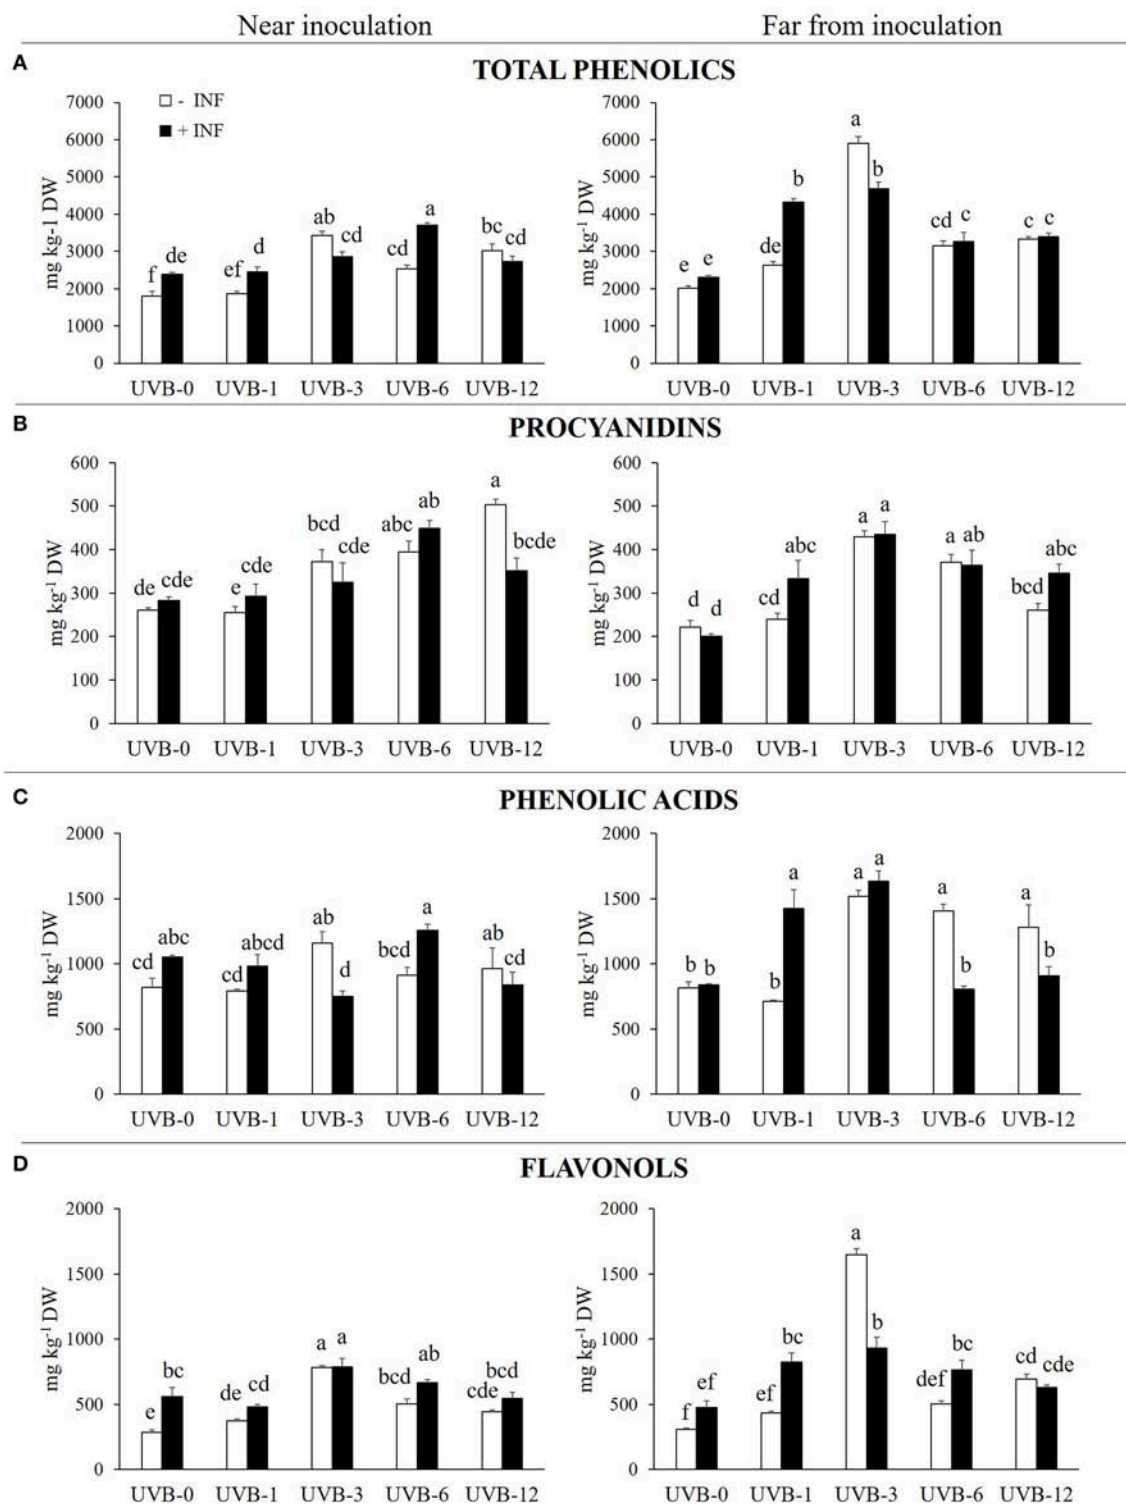 Near inoculation Far from inoculation
A TOTAL PHENOLICS
- INF
+ INF
mg kg-1 DW
7000
6000
5000
4000
3000
2000
1000
0
f de ef d ab cd cd a bc cd
UVB-0 UVB-1 UVB-3 UVB-6 UVB-12
mg kg⁻¹ DW
7000
6000
5000
4000
3000
2000
1000
0
e e de b a b cd c c c
UVB-0 UVB-1 UVB-3 UVB-6 UVB-12
B PROCYANIDINS
mg kg⁻¹ DW
600
500
400
300
200
100
0
de cde e cde bcd cde abc ab a bcde
UVB-0 UVB-1 UVB-3 UVB-6 UVB-12
mg kg⁻¹ DW
600
500
400
300
200
100
0
d d cd abc a a a ab bcd abc
UVB-0 UVB-1 UVB-3 UVB-6 UVB-12
C PHENOLIC ACIDS
mg kg⁻¹ DW
2000
1500
1000
500
0
cd abc cd abcd ab d bcd a ab cd
UVB-0 UVB-1 UVB-3 UVB-6 UVB-12
mg kg⁻¹ DW
2000
1500
1000
500
0
b b b a a a a b a b
UVB-0 UVB-1 UVB-3 UVB-6 UVB-12
D FLAVONOLS
mg kg⁻¹ DW
2000
1500
1000
500
0
e bc de cd a a bcd ab cde bcd
UVB-0 UVB-1 UVB-3 UVB-6 UVB-12
mg kg⁻¹ DW
2000
1500
1000
500
0
f ef ef bc a b def bc cd cde
UVB-0 UVB-1 UVB-3 UVB-6 UVB-12